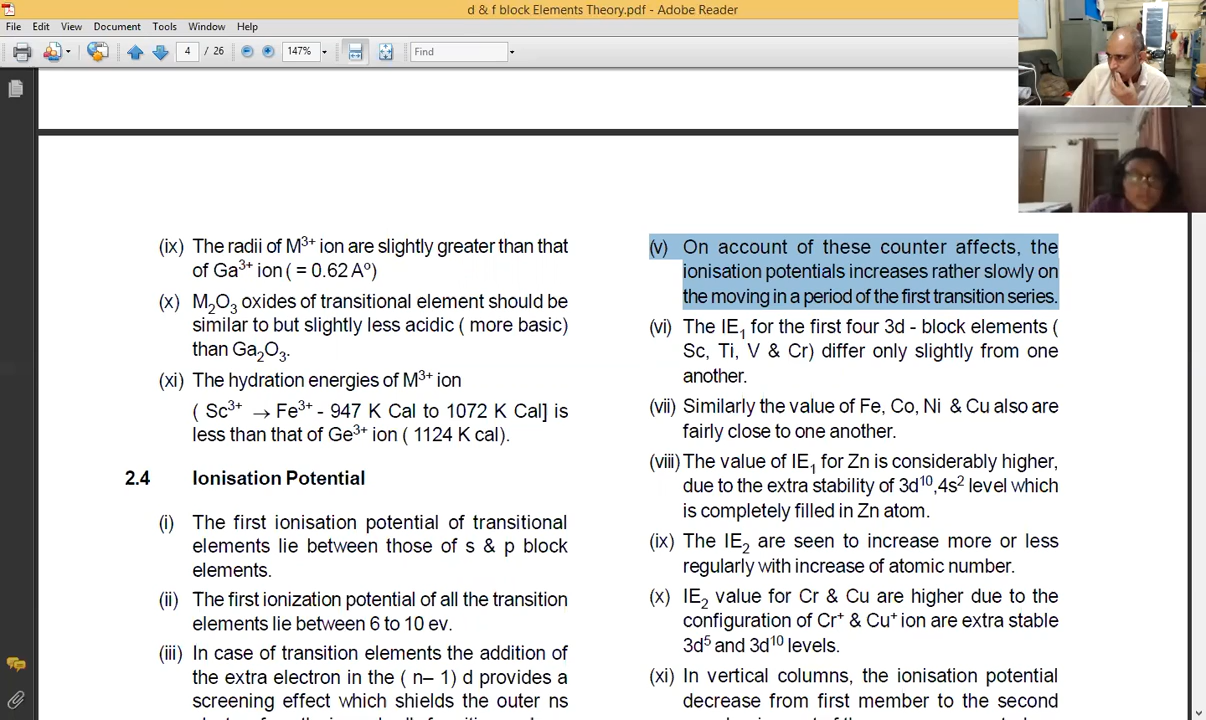 d & f block Elements Theory.pdf - Adobe Reader
File Edit View Document Tools Window Help
4 / 26 147% Find
(ix) The radii of M3+ ion are slightly greater than that
of Ga3+ ion ( = 0.62 Aº)
(x) M2O3 oxides of transitional element should be
similar to but slightly less acidic ( more basic)
than Ga2O3.
(xi) The hydration energies of M3+ ion
( Sc3+ → Fe3+ - 947 K Cal to 1072 K Cal] is
less than that of Ge3+ ion ( 1124 K cal).
2.4 Ionisation Potential
(i) The first ionisation potential of transitional
elements lie between those of s & p block
elements.
(ii) The first ionization potential of all the transition
elements lie between 6 to 10 ev.
(iii) In case of transition elements the addition of
the extra electron in the ( n– 1) d provides a
screening effect which shields the outer ns
(v) On account of these counter affects, the
ionisation potentials increases rather slowly on
the moving in a period of the first transition series.
(vi) The IE1 for the first four 3d - block elements (
Sc, Ti, V & Cr) differ only slightly from one
another.
(vii) Similarly the value of Fe, Co, Ni & Cu also are
fairly close to one another.
(viii) The value of IE1 for Zn is considerably higher,
due to the extra stability of 3d10,4s2 level which
is completely filled in Zn atom.
(ix) The IE2 are seen to increase more or less
regularly with increase of atomic number.
(x) IE2 value for Cr & Cu are higher due to the
configuration of Cr+ & Cu+ ion are extra stable
3d5 and 3d10 levels.
(xi) In vertical columns, the ionisation potential
decrease from first member to the second